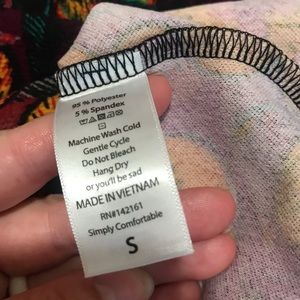 95 % Polyester
5 % Spandex
Machine Wash Cold
Gentle Cycle
Do Not Bleach
Hang Dry
or you'll be sad
MADE IN VIETNAM
RN#142161
Simply Comfortable
S